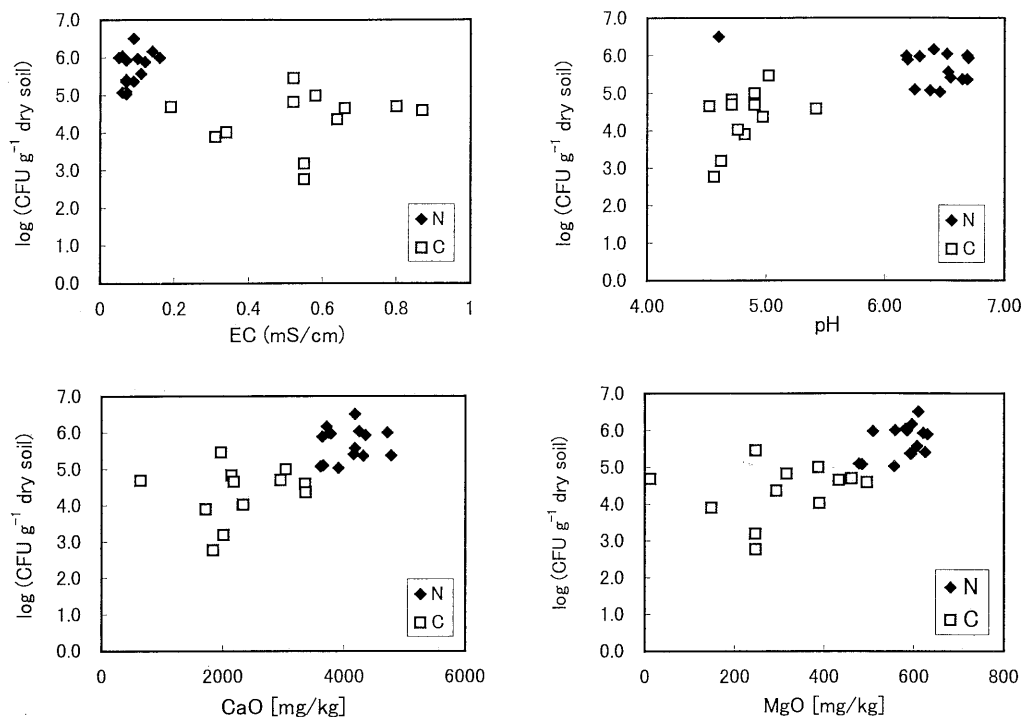 log (CFU g⁻¹ dry soil)
7.0
6.0
5.0
4.0
3.0
2.0
1.0
0.0
N
C
0 0.2 0.4 0.6 0.8 1
EC (mS/cm)
log (CFU g⁻¹ dry soil)
7.0
6.0
5.0
4.0
3.0
2.0
1.0
0.0
N
C
4.00 5.00 6.00 7.00
pH
log (CFU g⁻¹ dry soil)
7.0
6.0
5.0
4.0
3.0
2.0
1.0
0.0
N
C
0 2000 4000 6000
CaO [mg/kg]
log (CFU g⁻¹ dry soil)
7.0
6.0
5.0
4.0
3.0
2.0
1.0
0.0
N
C
0 200 400 600 800
MgO [mg/kg]